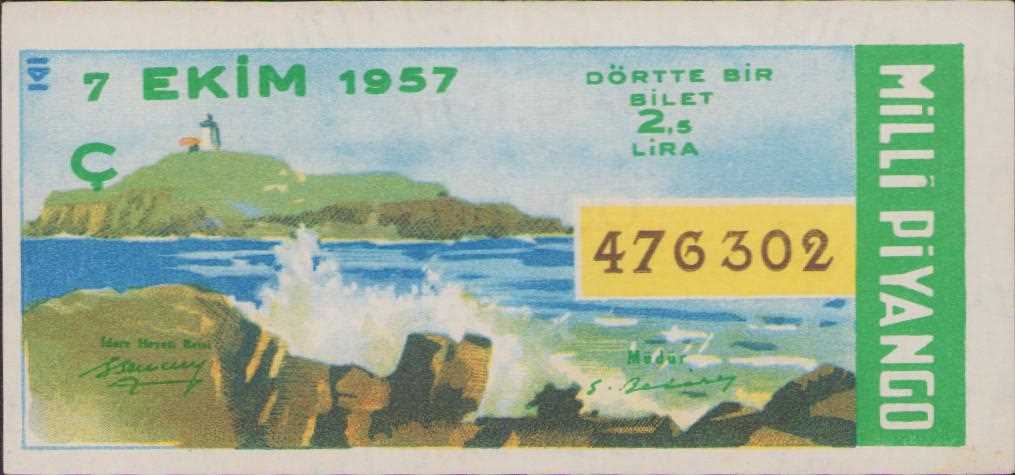 141
7 EKİM 1957
DÖRTTE BİR
BİLET
2,5
LİRA
Ç
476302
İdare Heyeti Reisi
Müdür
MİLLİ PİYANGO